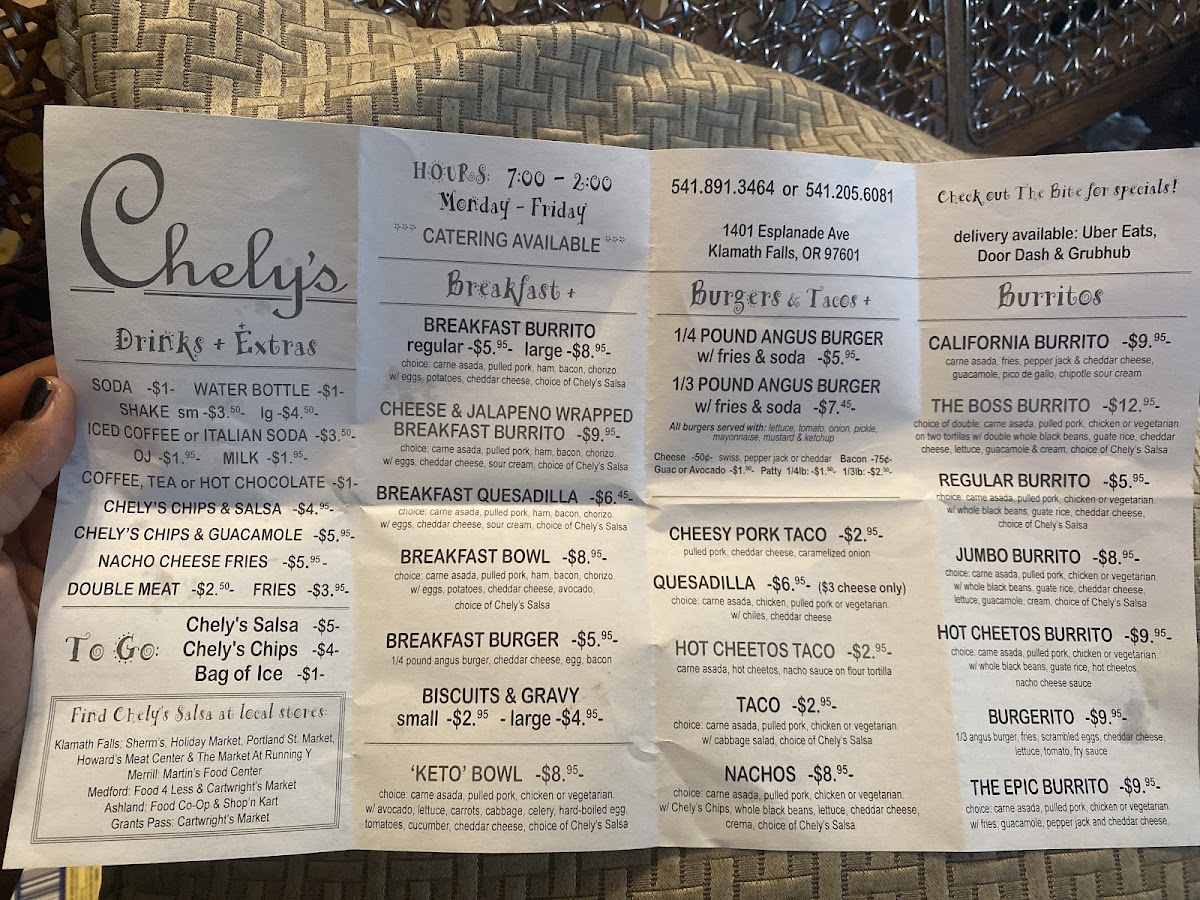 Chely's
Drinks + Extras
SODA -$1- WATER BOTTLE -$1-
SHAKE sm -$3.50- lg -$4.50-
ICED COFFEE or ITALIAN SODA -$3.50-
OJ -$1.95- MILK -$1.95-
COFFEE, TEA or HOT CHOCOLATE -$1-
CHELY'S CHIPS & SALSA -$4.95-
CHELY'S CHIPS & GUACAMOLE -$5.95-
NACHO CHEESE FRIES -$5.95-
DOUBLE MEAT -$2.50- FRIES -$3.95-
To Go:
Chely's Salsa -$5-
Chely's Chips -$4-
Bag of Ice -$1-
Find Chely's Salsa at local stores:
Klamath Falls: Sherm's, Holiday Market, Portland St. Market,
Howard's Meat Center & The Market At Running Y
Merrill: Martin's Food Center
Medford: Food 4 Less & Cartwright's Market
Ashland: Food Co-Op & Shop'n Kart
Grants Pass: Cartwright's Market
HOURS: 7:00 - 2:00
Monday - Friday
*** CATERING AVAILABLE ***
Breakfast +
BREAKFAST BURRITO
regular -$5.95- large -$8.95-
choice: carne asada, pulled pork, ham, bacon, chorizo.
w/ eggs, potatoes, cheddar cheese, choice of Chely's Salsa
CHEESE & JALAPENO WRAPPED
BREAKFAST BURRITO -$9.95-
choice: carne asada, pulled pork, ham, bacon, chorizo.
w/ eggs, cheddar cheese, sour cream, choice of Chely's Salsa
BREAKFAST QUESADILLA -$6.45-
choice: carne asada, pulled pork, ham, bacon, chorizo.
w/ eggs, cheddar cheese, sour cream, choice of Chely's Salsa
BREAKFAST BOWL -$8.95-
choice: carne asada, pulled pork, ham, bacon, chorizo.
w/ eggs, potatoes, cheddar cheese, avocado,
choice of Chely's Salsa
BREAKFAST BURGER -$5.95-
1/4 pound angus burger, cheddar cheese, egg, bacon
BISCUITS & GRAVY
small -$2.95 - large -$4.95-
'KETO' BOWL -$8.95-
choice: carne asada, pulled pork, chicken or vegetarian.
w/ avocado, lettuce, carrots, cabbage, celery, hard-boiled egg,
tomatoes, cucumber, cheddar cheese, choice of Chely's Salsa
541.891.3464 or 541.205.6081
1401 Esplanade Ave
Klamath Falls, OR 97601
Burgers & Tacos +
1/4 POUND ANGUS BURGER
w/ fries & soda -$5.95-
1/3 POUND ANGUS BURGER
w/ fries & soda -$7.45-
All burgers served with: lettuce, tomato, onion, pickle,
mayonnaise, mustard & ketchup
Cheese -50¢- swiss, pepper jack or cheddar Bacon -75¢-
Guac or Avocado -$1.50- Patty 1/4lb: -$1.50- 1/3lb: -$2.50-
CHEESY PORK TACO -$2.95-
pulled pork, cheddar cheese, caramelized onion
QUESADILLA -$6.95- ($3 cheese only)
choice: carne asada, chicken, pulled pork or vegetarian.
w/ chiles, cheddar cheese
HOT CHEETOS TACO -$2.95-
carne asada, hot cheetos, nacho sauce on flour tortilla
TACO -$2.95-
choice: carne asada, pulled pork, chicken or vegetarian.
w/ cabbage salad, choice of Chely's Salsa
NACHOS -$8.95-
choice: carne asada, pulled pork, chicken or vegetarian.
w/ Chely's Chips, whole black beans, lettuce, cheddar cheese,
crema, choice of Chely's Salsa
Check out The Bite for specials!
delivery available: Uber Eats,
Door Dash & Grubhub
Burritos
CALIFORNIA BURRITO -$9.95-
carne asada, fries, pepper jack & cheddar cheese,
guacamole, pico de gallo, chipotle sour cream
THE BOSS BURRITO -$12.95-
choice of double: carne asada, pulled pork, chicken or vegetarian.
on two tortilas w/ double whole black beans, guate rice, cheddar
cheese, lettuce, guacamole & cream, choice of Chely's Salsa
REGULAR BURRITO -$5.95-
choice: carne asada, pulled pork, chicken or vegetarian.
w/ whole black beans, guate rice, cheddar cheese,
choice of Chely's Salsa
JUMBO BURRITO -$8.95-
choice: carne asada, pulled pork, chicken or vegetarian.
w/ whole black beans, guate rice, cheddar cheese,
lettuce, guacamole, cream, choice of Chely's Salsa
HOT CHEETOS BURRITO -$9.95-
choice: carne asada, pulled pork, chicken or vegetarian.
w/ whole black beans, guate rice, hot cheetos,
nacho cheese sauce
BURGERITO -$9.95-
1/3 angus burger, fries, scrambled eggs, cheddar cheese,
lettuce, tomato, fry sauce
THE EPIC BURRITO -$9.95-
choice: carne asada, pulled pork, chicken or vegetarian.
w/ fries, guacamole, pepper jack and cheddar cheese,